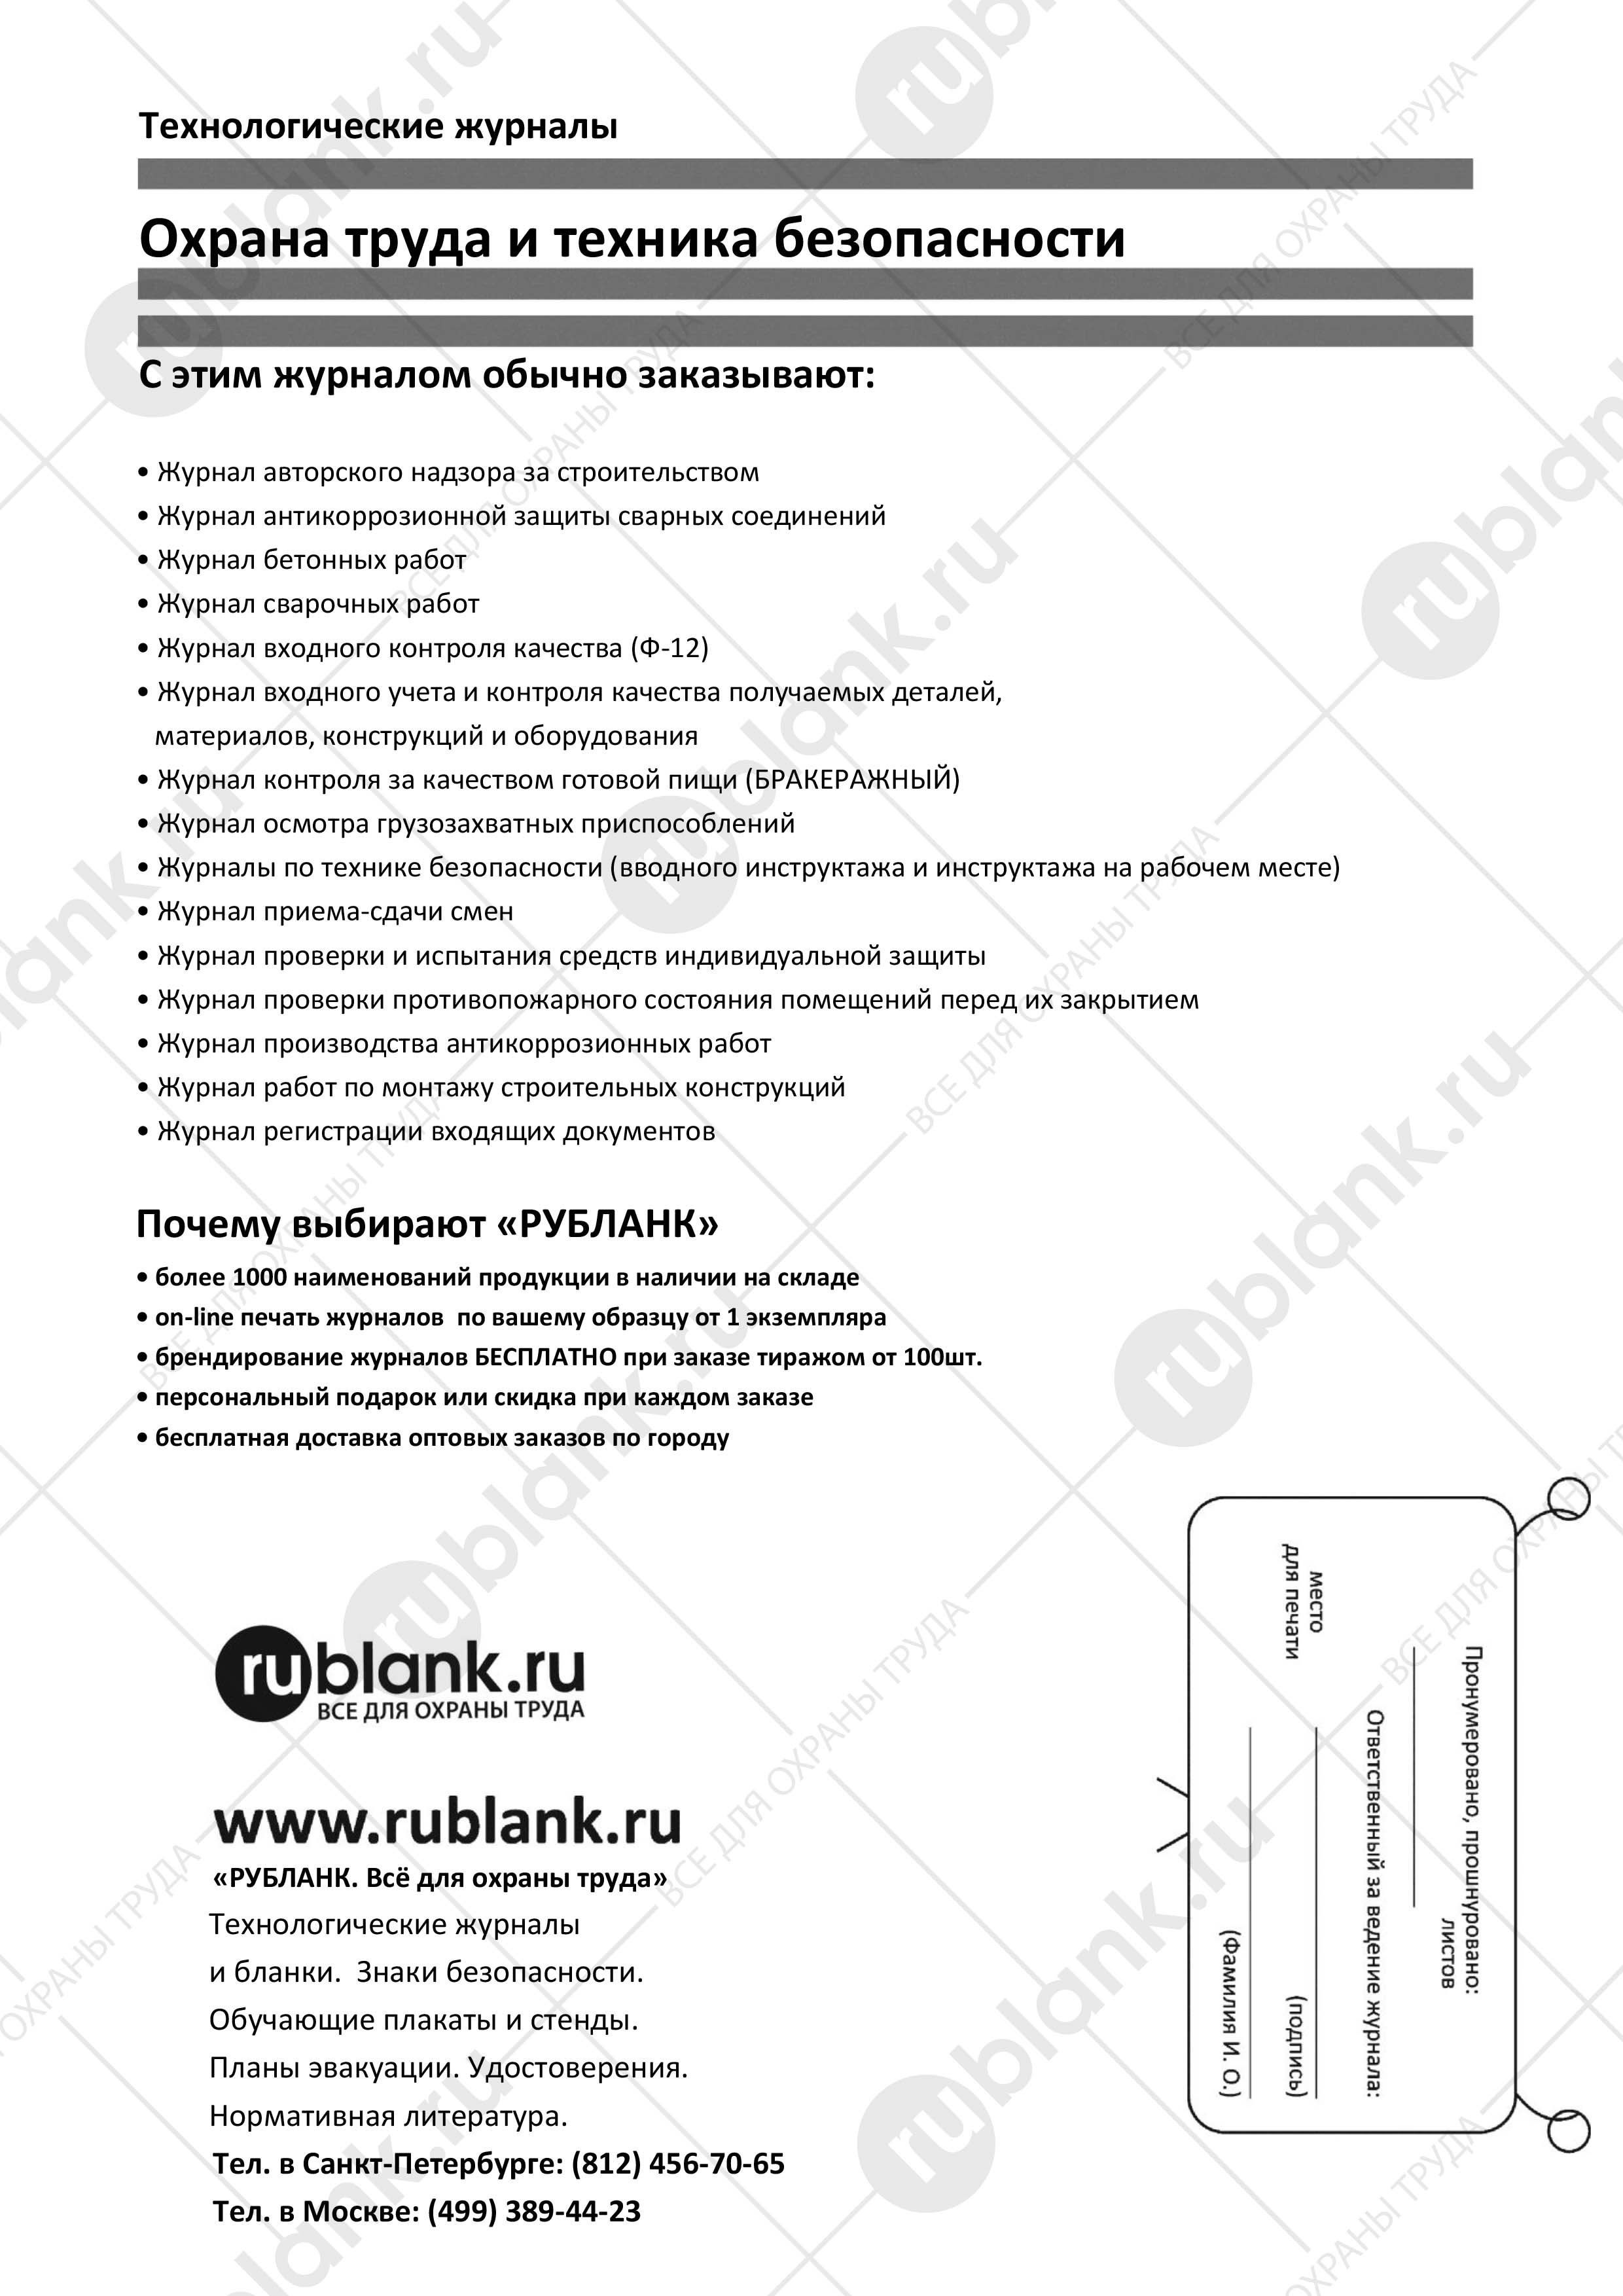 Технологические журналы
Охрана труда и техника безопасности
С этим журналом обычно заказывают:
• Журнал авторского надзора за строительством
• Журнал антикоррозионной защиты сварных соединений
• Журнал бетонных работ
• Журнал сварочных работ
• Журнал входного контроля качества (Ф-12)
• Журнал входного учета и контроля качества получаемых деталей,
материалов, конструкций и оборудования
• Журнал контроля за качеством готовой пищи (БРАКЕРАЖНЫЙ)
• Журнал осмотра грузозахватных приспособлений
• Журналы по технике безопасности (вводного инструктажа и инструктажа на рабочем месте)
• Журнал приема-сдачи смен
• Журнал проверки и испытания средств индивидуальной защиты
• Журнал проверки противопожарного состояния помещений перед их закрытием
• Журнал производства антикоррозионных работ
• Журнал работ по монтажу строительных конструкций
• Журнал регистрации входящих документов
Почему выбирают «РУБЛАНК»
• более 1000 наименований продукции в наличии на складе
• on-line печать журналов по вашему образцу от 1 экземпляра
• брендирование журналов БЕСПЛАТНО при заказе тиражом от 100шт.
• персональный подарок или скидка при каждом заказе
• бесплатная доставка оптовых заказов по городу
rublank.ru
ВСЕ ДЛЯ ОХРАНЫ ТРУДА
www.rublank.ru
«РУБЛАНК. Всё для охраны труда»
Технологические журналы
и бланки. Знаки безопасности.
Обучающие плакаты и стенды.
Планы эвакуации. Удостоверения.
Нормативная литература.
Тел. в Санкт-Петербурге: (812) 456-70-65
Тел. в Москве: (499) 389-44-23
Пронумеровано, прошнуровано:
листов
Ответственный за ведение журнала:
место
для печати
(подпись)
(Фамилия И. О.)